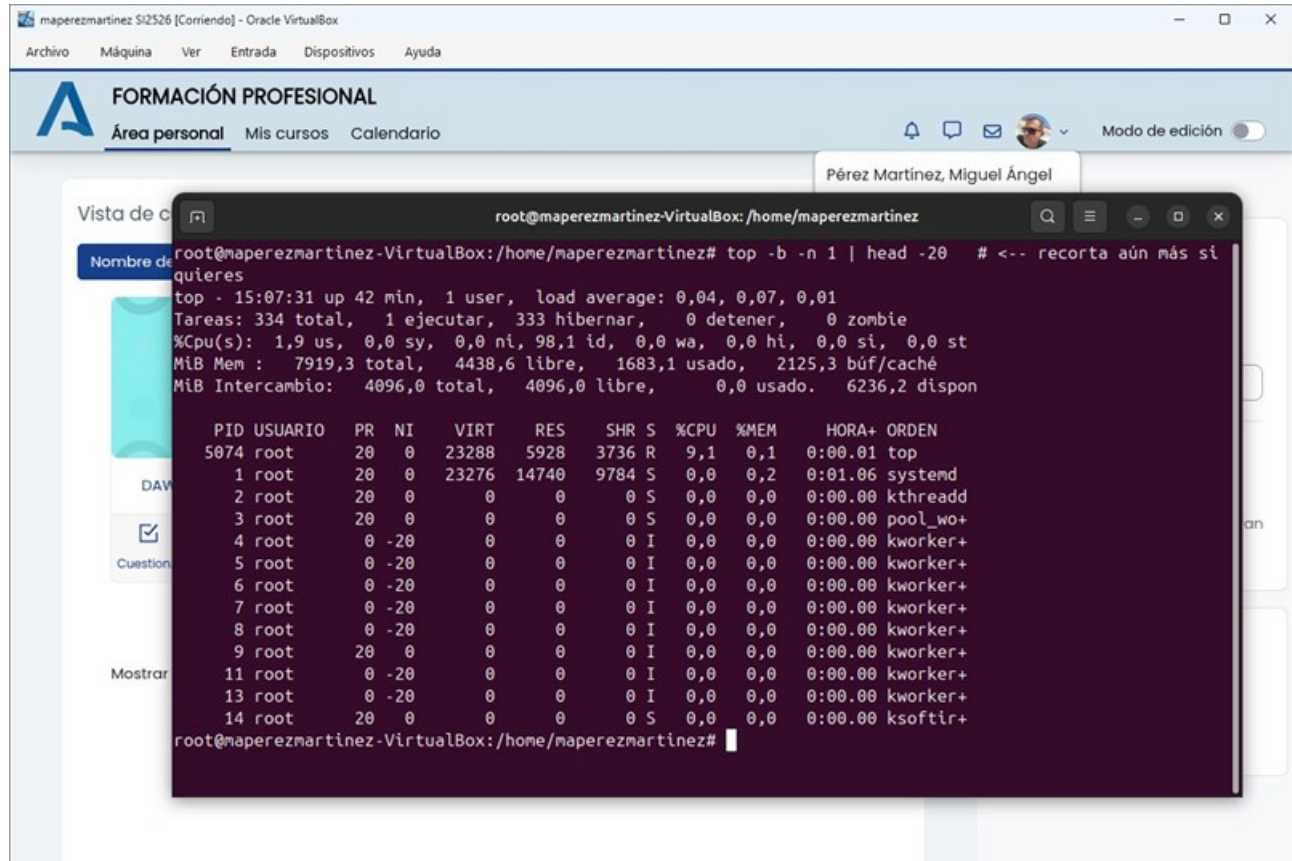 maperezmartinez SI2526 [Corriendo] - Oracle VirtualBox
Archivo Máquina Ver Entrada Dispositivos Ayuda
FORMACIÓN PROFESIONAL
Área personal Mis cursos Calendario
Modo de edición
Pérez Martínez, Miguel Ángel
Vista de c
Nombre de
root@maperezmartinez-VirtualBox: /home/maperezmartinez
root@maperezmartinez-VirtualBox:/home/maperezmartinez# top -b -n 1 | head -20 # <-- recorta aún más si
quieres
top - 15:07:31 up 42 min, 1 user, load average: 0,04, 0,07, 0,01
Tareas: 334 total, 1 ejecutar, 333 hibernar, 0 detener, 0 zombie
%Cpu(s): 1,9 us, 0,0 sy, 0,0 ni, 98,1 id, 0,0 wa, 0,0 hi, 0,0 si, 0,0 st
MiB Mem : 7919,3 total, 4438,6 libre, 1683,1 usado, 2125,3 búf/caché
MiB Intercambio: 4096,0 total, 4096,0 libre, 0,0 usado. 6236,2 dispon
PID USUARIO PR NI VIRT RES SHR S %CPU %MEM HORA+ ORDEN
5074 root 20 0 23288 5928 3736 R 9,1 0,1 0:00.01 top
1 root 20 0 23276 14740 9784 S 0,0 0,2 0:01.06 systemd
2 root 20 0 0 0 0 S 0,0 0,0 0:00.00 kthreadd
3 root 20 0 0 0 0 S 0,0 0,0 0:00.00 pool_wo+
4 root 0 -20 0 0 0 I 0,0 0,0 0:00.00 kworker+
5 root 0 -20 0 0 0 I 0,0 0,0 0:00.00 kworker+
6 root 0 -20 0 0 0 I 0,0 0,0 0:00.00 kworker+
7 root 0 -20 0 0 0 I 0,0 0,0 0:00.00 kworker+
8 root 0 -20 0 0 0 I 0,0 0,0 0:00.00 kworker+
9 root 20 0 0 0 0 I 0,0 0,0 0:00.00 kworker+
11 root 0 -20 0 0 0 I 0,0 0,0 0:00.00 kworker+
13 root 0 -20 0 0 0 I 0,0 0,0 0:00.00 kworker+
14 root 20 0 0 0 0 S 0,0 0,0 0:00.00 ksoftir+
root@maperezmartinez-VirtualBox:/home/maperezmartinez#
DAW
Cuestion
Mostrar
an